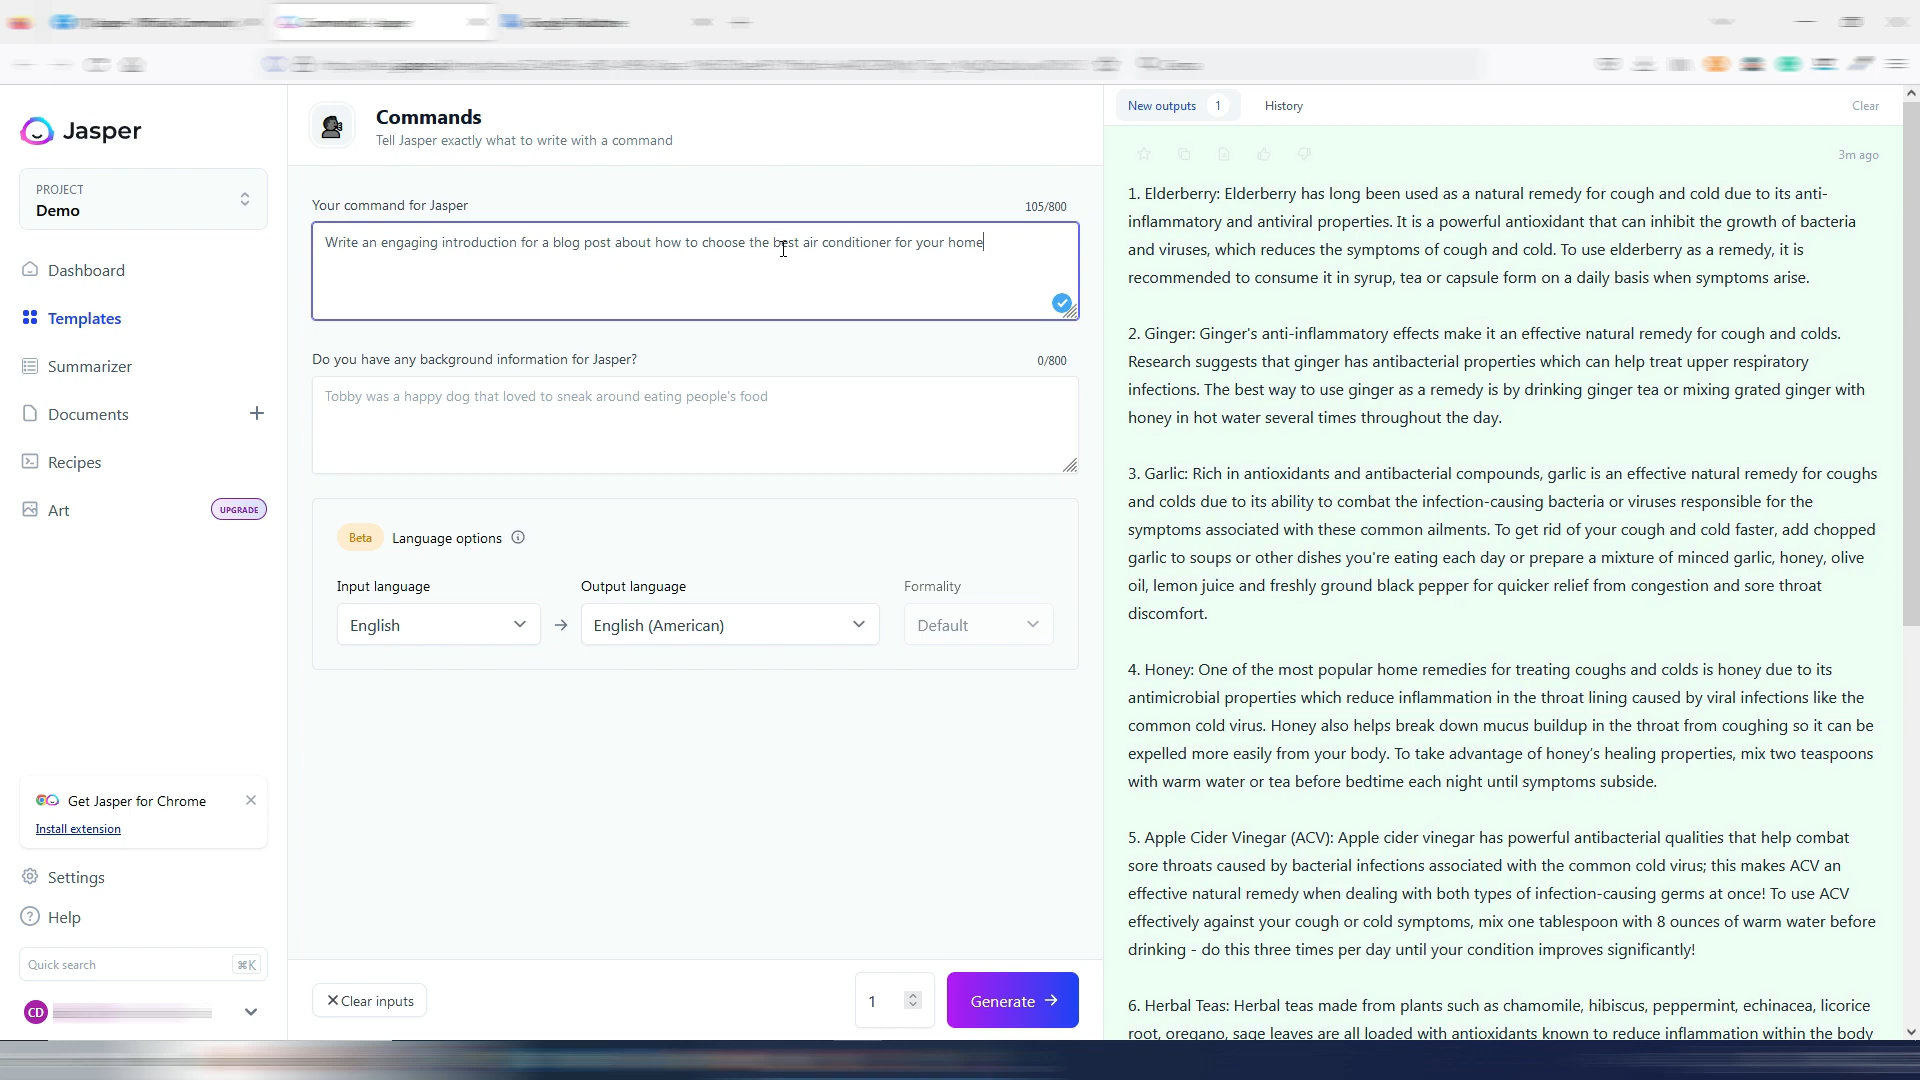 Jasper
PROJECT
Demo
Dashboard
Templates
Summarizer
Documents
Recipes
Art
UPGRADE
Get Jasper for Chrome
Install extension
Settings
Help
Quick search
⌘K
CD
Commands
Tell Jasper exactly what to write with a command
Your command for Jasper
105/800
Write an engaging introduction for a blog post about how to choose the best air conditioner for your home
Do you have any background information for Jasper?
0/800
Tobby was a happy dog that loved to sneak around eating people's food
Beta
Language options
Input language
Output language
Formality
English
English (American)
Default
Clear inputs
1
Generate
New outputs 1
History
Clear
3m ago
1. Elderberry: Elderberry has long been used as a natural remedy for cough and cold due to its anti-
inflammatory and antiviral properties. It is a powerful antioxidant that can inhibit the growth of bacteria
and viruses, which reduces the symptoms of cough and cold. To use elderberry as a remedy, it is
recommended to consume it in syrup, tea or capsule form on a daily basis when symptoms arise.
2. Ginger: Ginger's anti-inflammatory effects make it an effective natural remedy for cough and colds.
Research suggests that ginger has antibacterial properties which can help treat upper respiratory
infections. The best way to use ginger as a remedy is by drinking ginger tea or mixing grated ginger with
honey in hot water several times throughout the day.
3. Garlic: Rich in antioxidants and antibacterial compounds, garlic is an effective natural remedy for coughs
and colds due to its ability to combat the infection-causing bacteria or viruses responsible for the
symptoms associated with these common ailments. To get rid of your cough and cold faster, add chopped
garlic to soups or other dishes you're eating each day or prepare a mixture of minced garlic, honey, olive
oil, lemon juice and freshly ground black pepper for quicker relief from congestion and sore throat
discomfort.
4. Honey: One of the most popular home remedies for treating coughs and colds is honey due to its
antimicrobial properties which reduce inflammation in the throat lining caused by viral infections like the
common cold virus. Honey also helps break down mucus buildup in the throat from coughing so it can be
expelled more easily from your body. To take advantage of honey’s healing properties, mix two teaspoons
with warm water or tea before bedtime each night until symptoms subside.
5. Apple Cider Vinegar (ACV): Apple cider vinegar has powerful antibacterial qualities that help combat
sore throats caused by bacterial infections associated with the common cold virus; this makes ACV an
effective natural remedy when dealing with both types of infection-causing germs at once! To use ACV
effectively against your cough or cold symptoms, mix one tablespoon with 8 ounces of warm water before
drinking - do this three times per day until your condition improves significantly!
6. Herbal Teas: Herbal teas made from plants such as chamomile, hibiscus, peppermint, echinacea, licorice
root, oregano, sage leaves are all loaded with antioxidants known to reduce inflammation within the body